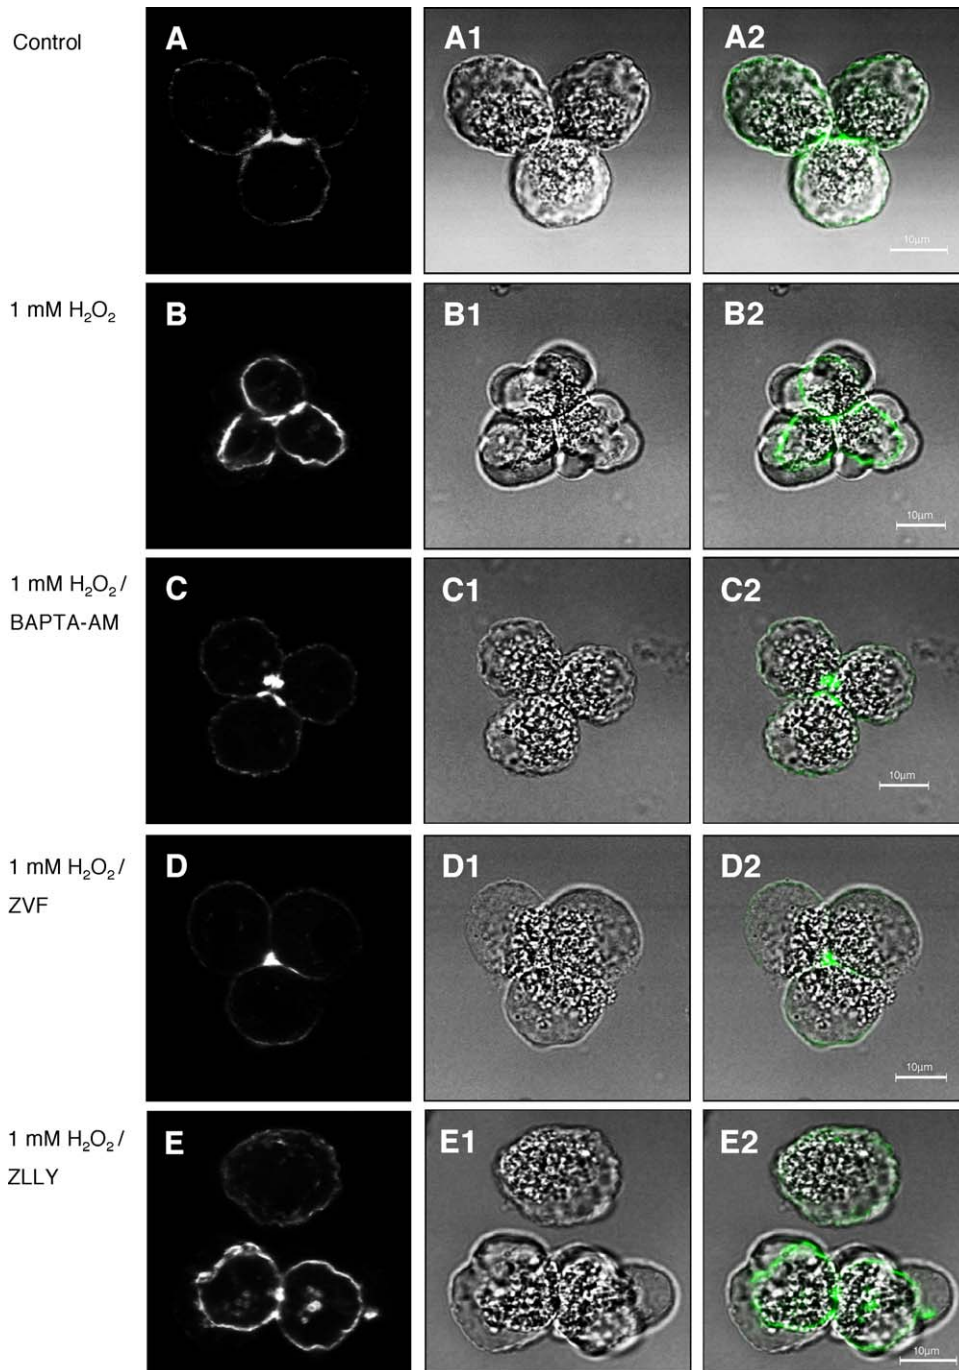 Control
A
A1
A2
10µm
1 mM H₂O₂
B
B1
B2
10µm
1 mM H₂O₂ /
BAPTA-AM
C
C1
C2
10µm
1 mM H₂O₂ /
ZVF
D
D1
D2
10µm
1 mM H₂O₂ /
ZLLY
E
E1
E2
10µm